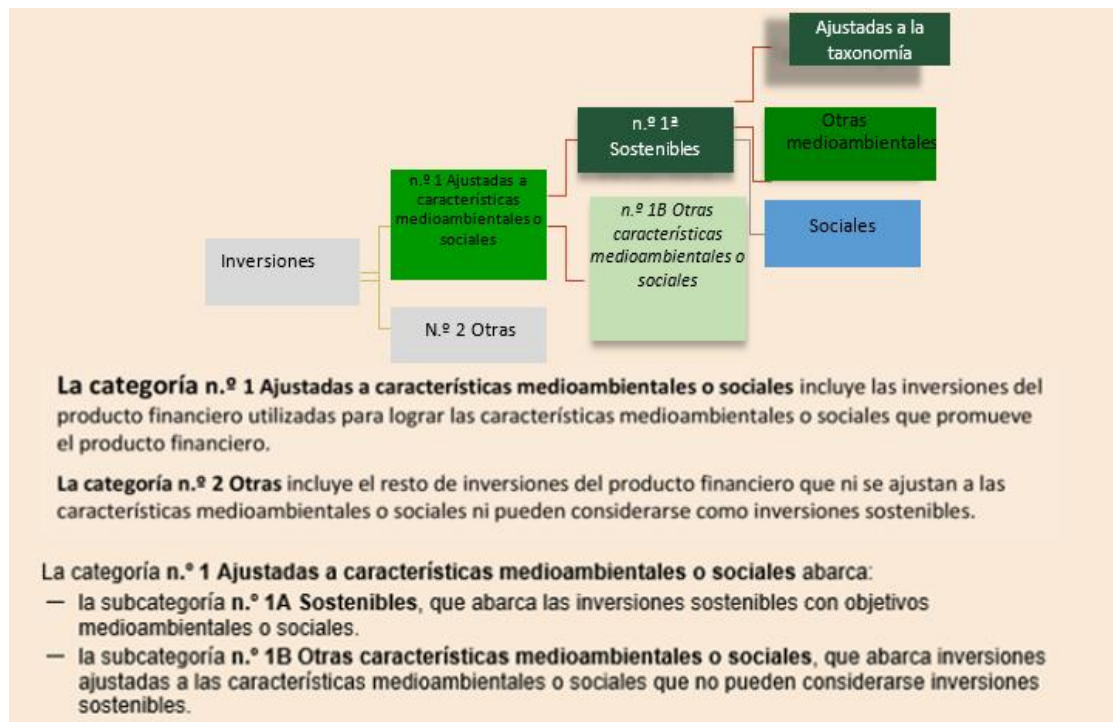 Ajustadas a la
taxonomía
n.º 1ª
Sostenibles
Otras
medioambientales
n.º 1 Ajustadas a
características
medioambientales o
sociales
n.º 1B Otras
características
medioambientales o
sociales
Sociales
Inversiones
N.º 2 Otras
La categoría n.º 1 Ajustadas a características medioambientales o sociales incluye las inversiones del
producto financiero utilizadas para lograr las características medioambientales o sociales que promueve
el producto financiero.
La categoría n.º 2 Otras incluye el resto de inversiones del producto financiero que ni se ajustan a las
características medioambientales o sociales ni pueden considerarse como inversiones sostenibles.
La categoría n.º 1 Ajustadas a características medioambientales o sociales abarca:
— la subcategoría n.º 1A Sostenibles, que abarca las inversiones sostenibles con objetivos
medioambientales o sociales.
— la subcategoría n.º 1B Otras características medioambientales o sociales, que abarca inversiones
ajustadas a las características medioambientales o sociales que no pueden considerarse inversiones
sostenibles.